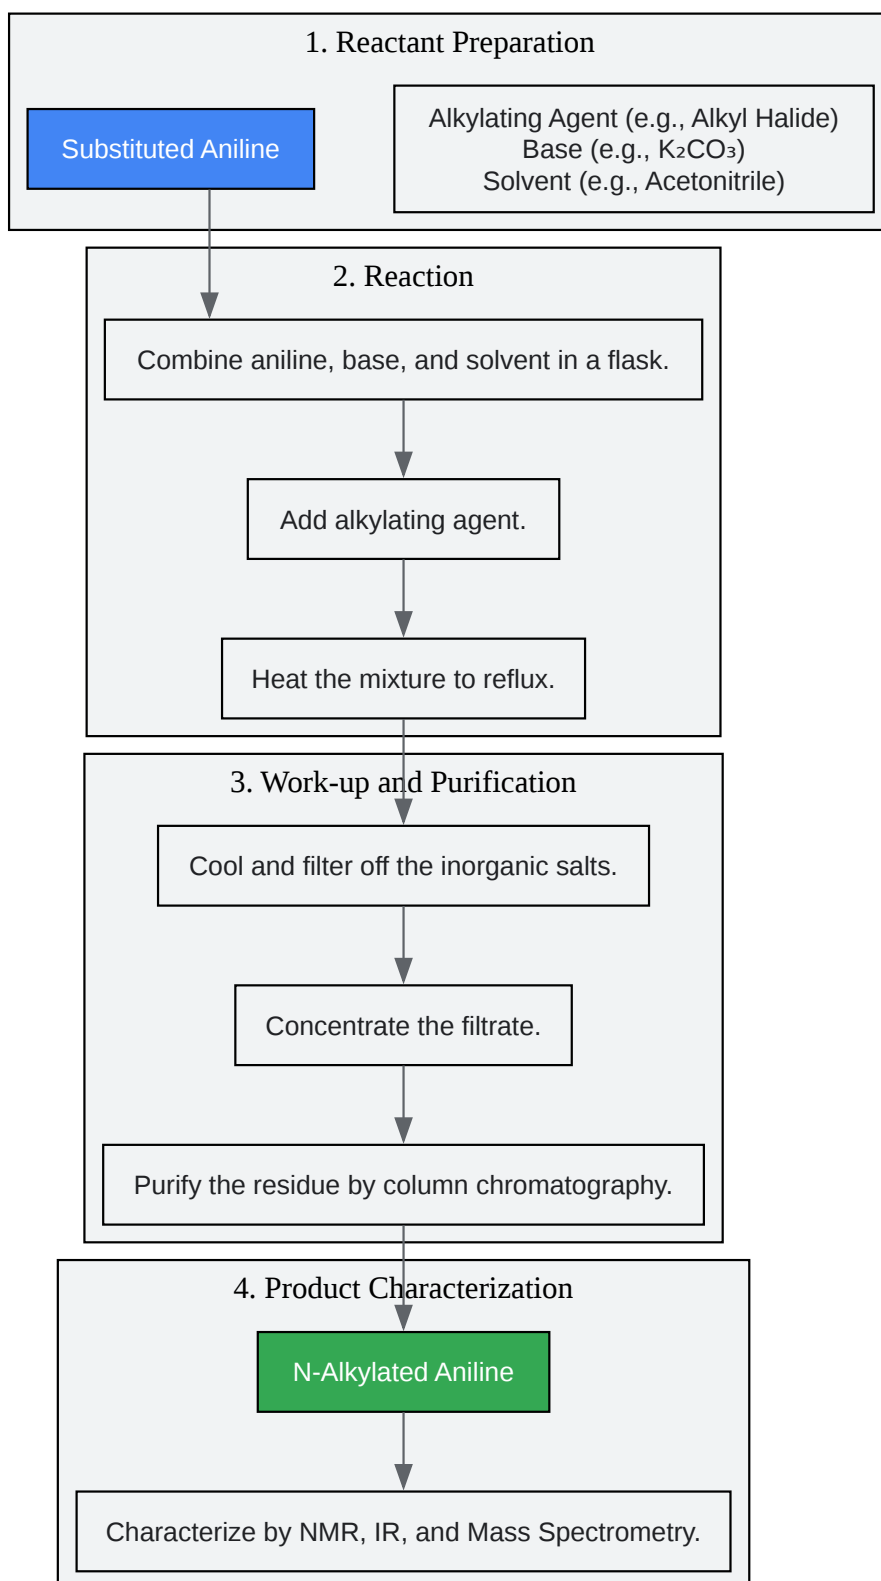 1. Reactant Preparation
Substituted Aniline
Alkylating Agent (e.g., Alkyl Halide)
Base (e.g., K₂CO₃)
Solvent (e.g., Acetonitrile)
2. Reaction
Combine aniline, base, and solvent in a flask.
Add alkylating agent.
Heat the mixture to reflux.
3. Work-up and Purification
Cool and filter off the inorganic salts.
Concentrate the filtrate.
Purify the residue by column chromatography.
4. Product Characterization
N-Alkylated Aniline
Characterize by NMR, IR, and Mass Spectrometry.